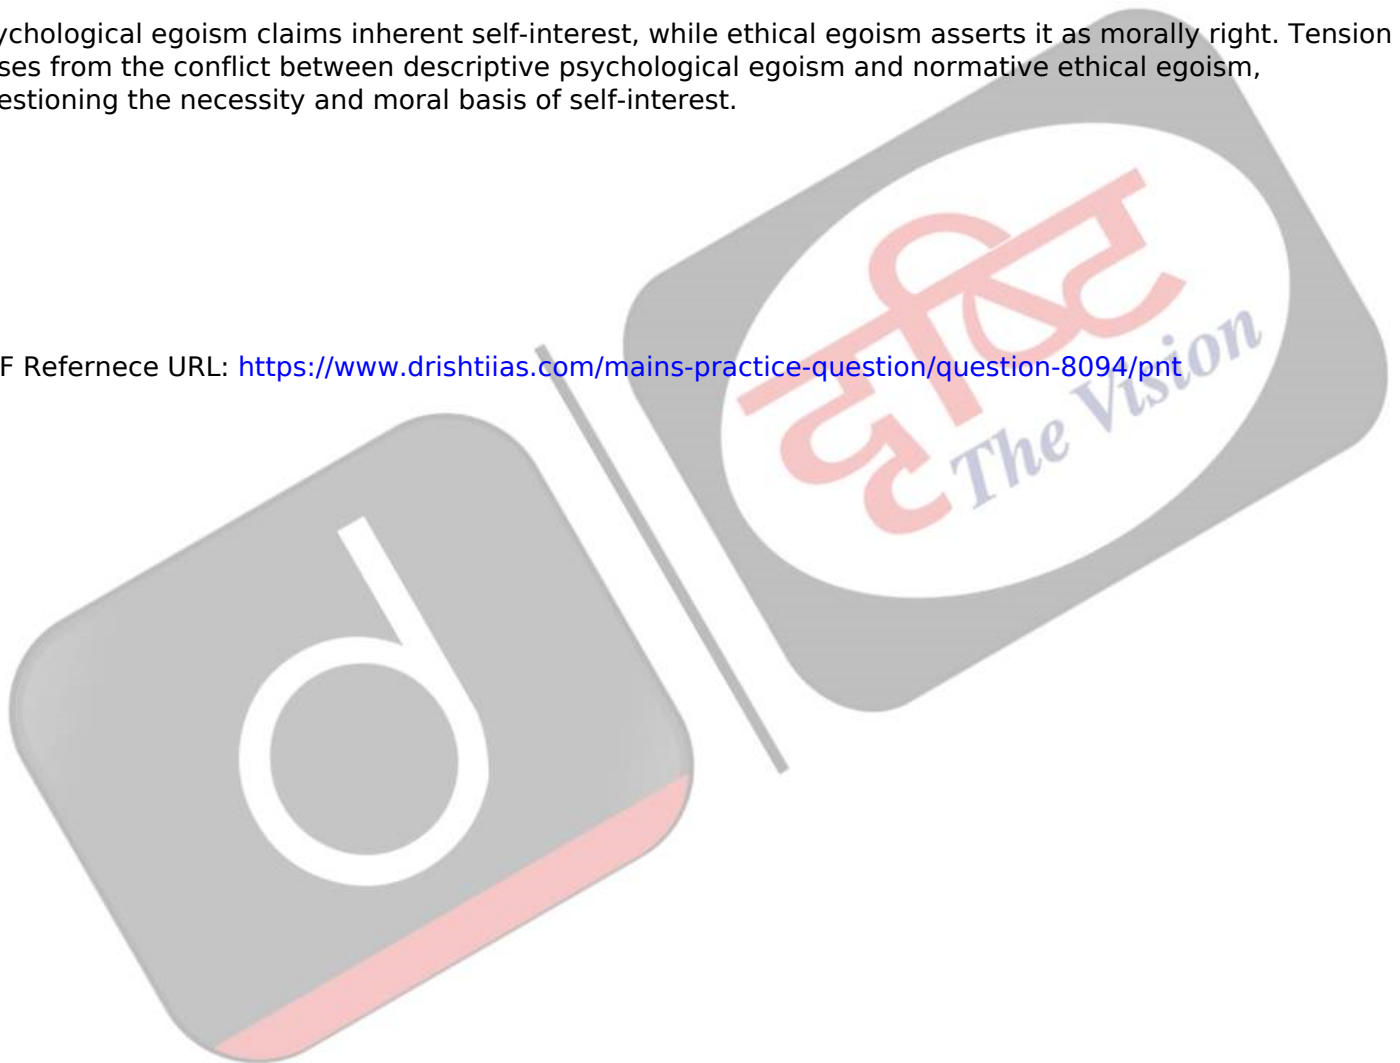 ychological egoism claims inherent self-interest, while ethical egoism asserts it as morally right. Tension
ses from the conflict between descriptive psychological egoism and normative ethical egoism,
estioning the necessity and moral basis of self-interest.
F Refernece URL: https://www.drishtiias.com/mains-practice-question/question-8094/pnt
दृष्टि
The Vision
d